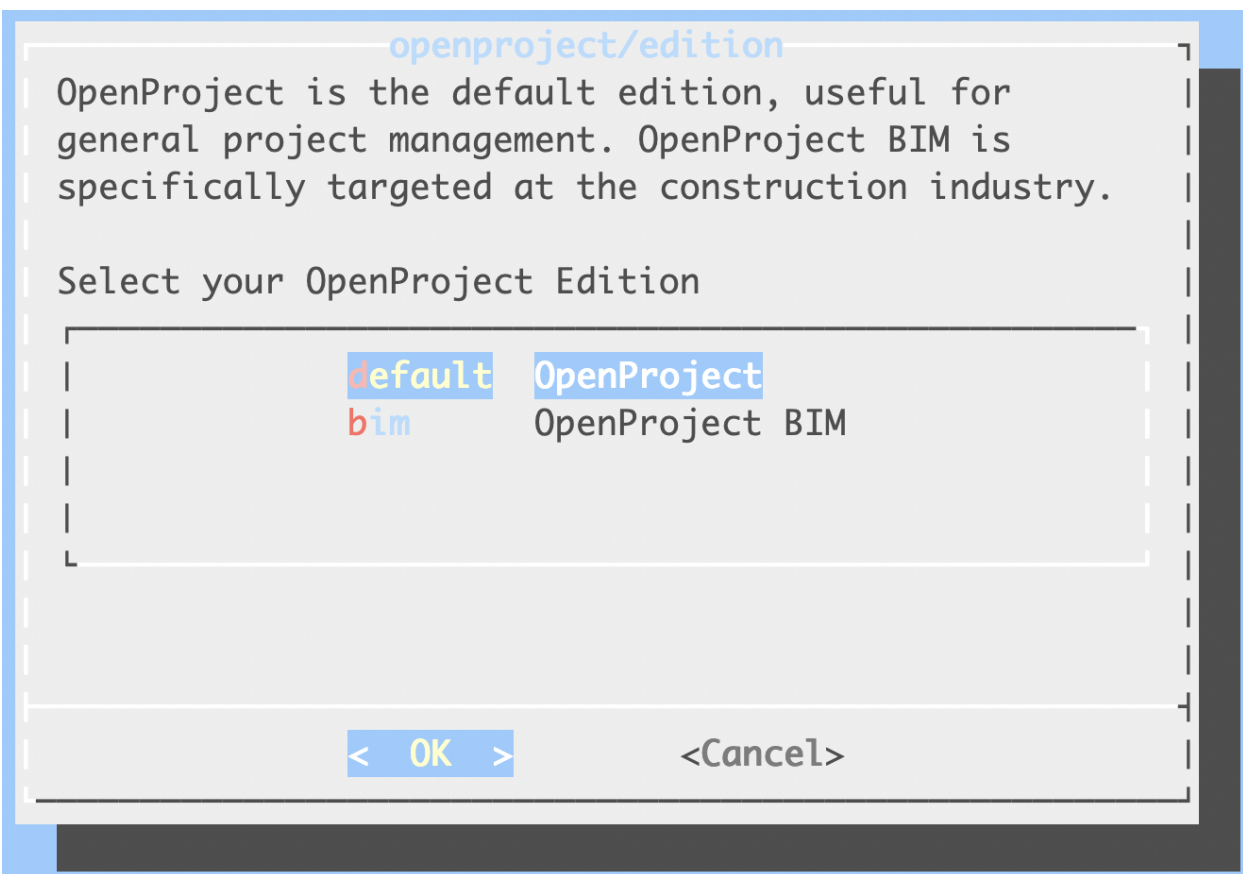 openproject/edition
OpenProject is the default edition, useful for
general project management. OpenProject BIM is
specifically targeted at the construction industry.
Select your OpenProject Edition
default OpenProject
bim OpenProject BIM
< OK > <Cancel>